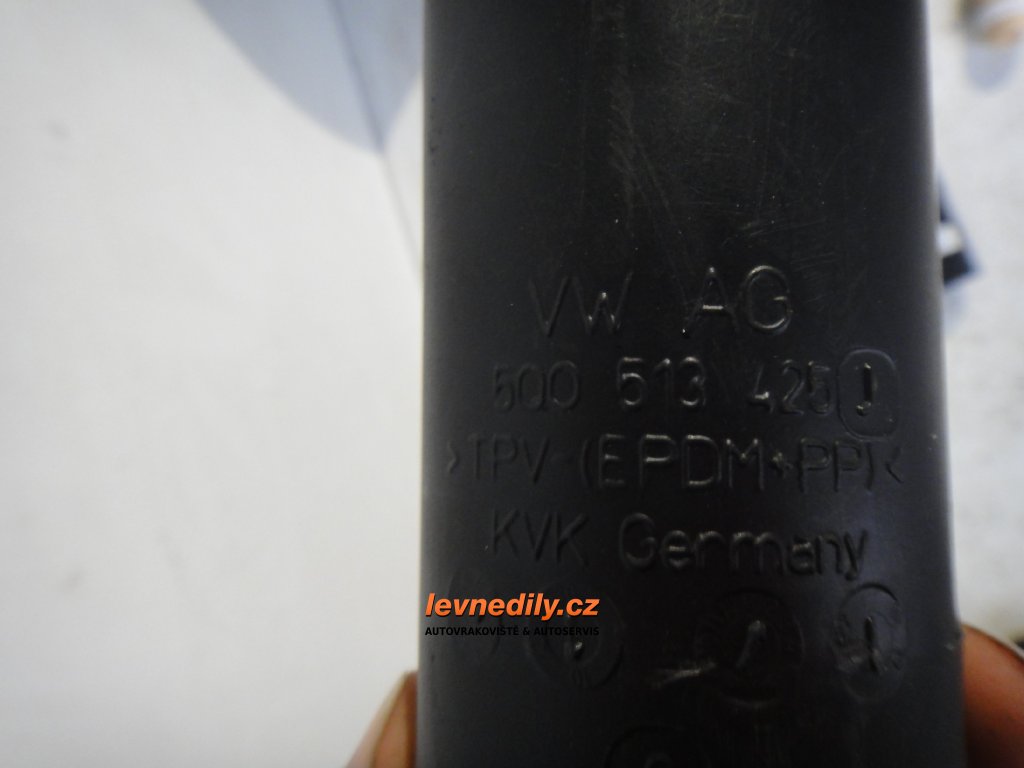 VW AG
5Q0 513 425
>TPV (EPDM+PP)<
KVK Germany
levnedily.cz
AUTOVRAKOVIŠTĚ & AUTOSERVIS